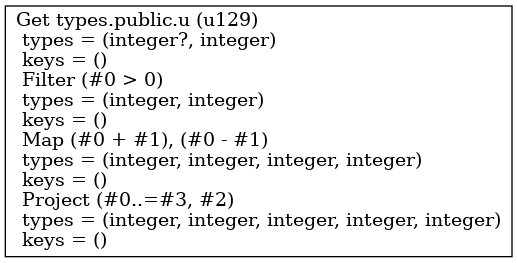 Get types.public.u (u129)
types = (integer?, integer)
keys = ()
Filter (#0 > 0)
types = (integer, integer)
keys = ()
Map (#0 + #1), (#0 - #1)
types = (integer, integer, integer, integer)
keys = ()
Project (#0..=#3, #2)
types = (integer, integer, integer, integer, integer)
keys = ()